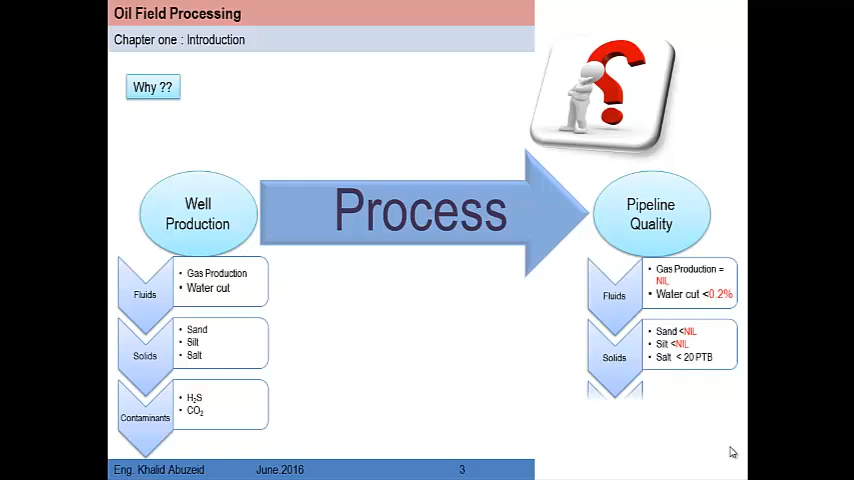 Oil Field Processing
Chapter one : Introduction
Why ??
Well
Production
Process
Pipeline
Quality
Fluids
• Gas Production
• Water cut
Solids
• Sand
• Silt
• Salt
Contaminants
• H₂S
• CO₂
Fluids
• Gas Production =
NIL
• Water cut <0.2%
Solids
• Sand <NIL
• Silt <NIL
• Salt < 20 PTB
Eng. Khalid Abuzeid June.2016 3